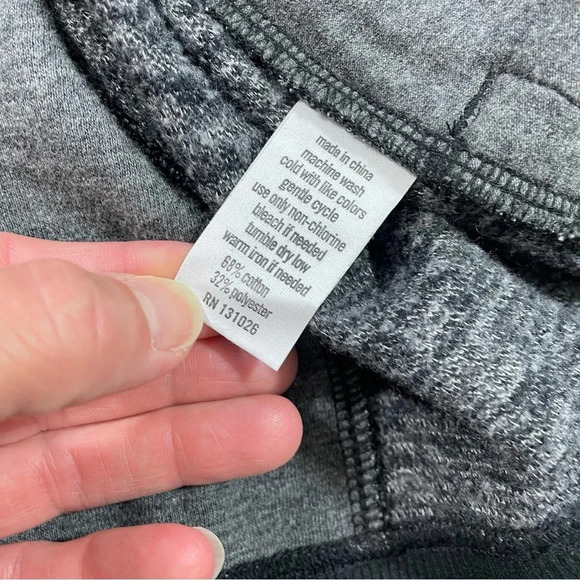 made in china
machine wash
cold with like colors
gentle cycle
use only non-chlorine
bleach if needed
tumble dry low
warm iron if needed
68% cotton
32% polyester
RN 131026